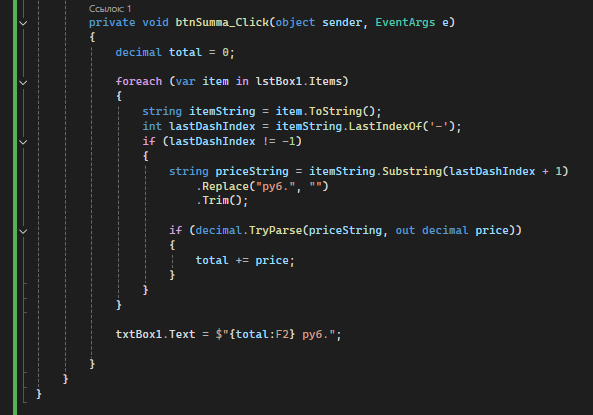 Ссылок: 1
private void btnSumma_Click(object sender, EventArgs e)
{
decimal total = 0;
foreach (var item in lstBox1.Items)
{
string itemString = item.ToString();
int lastDashIndex = itemString.LastIndexOf('-');
if (lastDashIndex != -1)
{
string priceString = itemString.Substring(lastDashIndex + 1)
.Replace("руб.", "")
.Trim();
if (decimal.TryParse(priceString, out decimal price))
{
total += price;
}
}
}
txtBox1.Text = $"{total:F2} руб.";
}
}
}